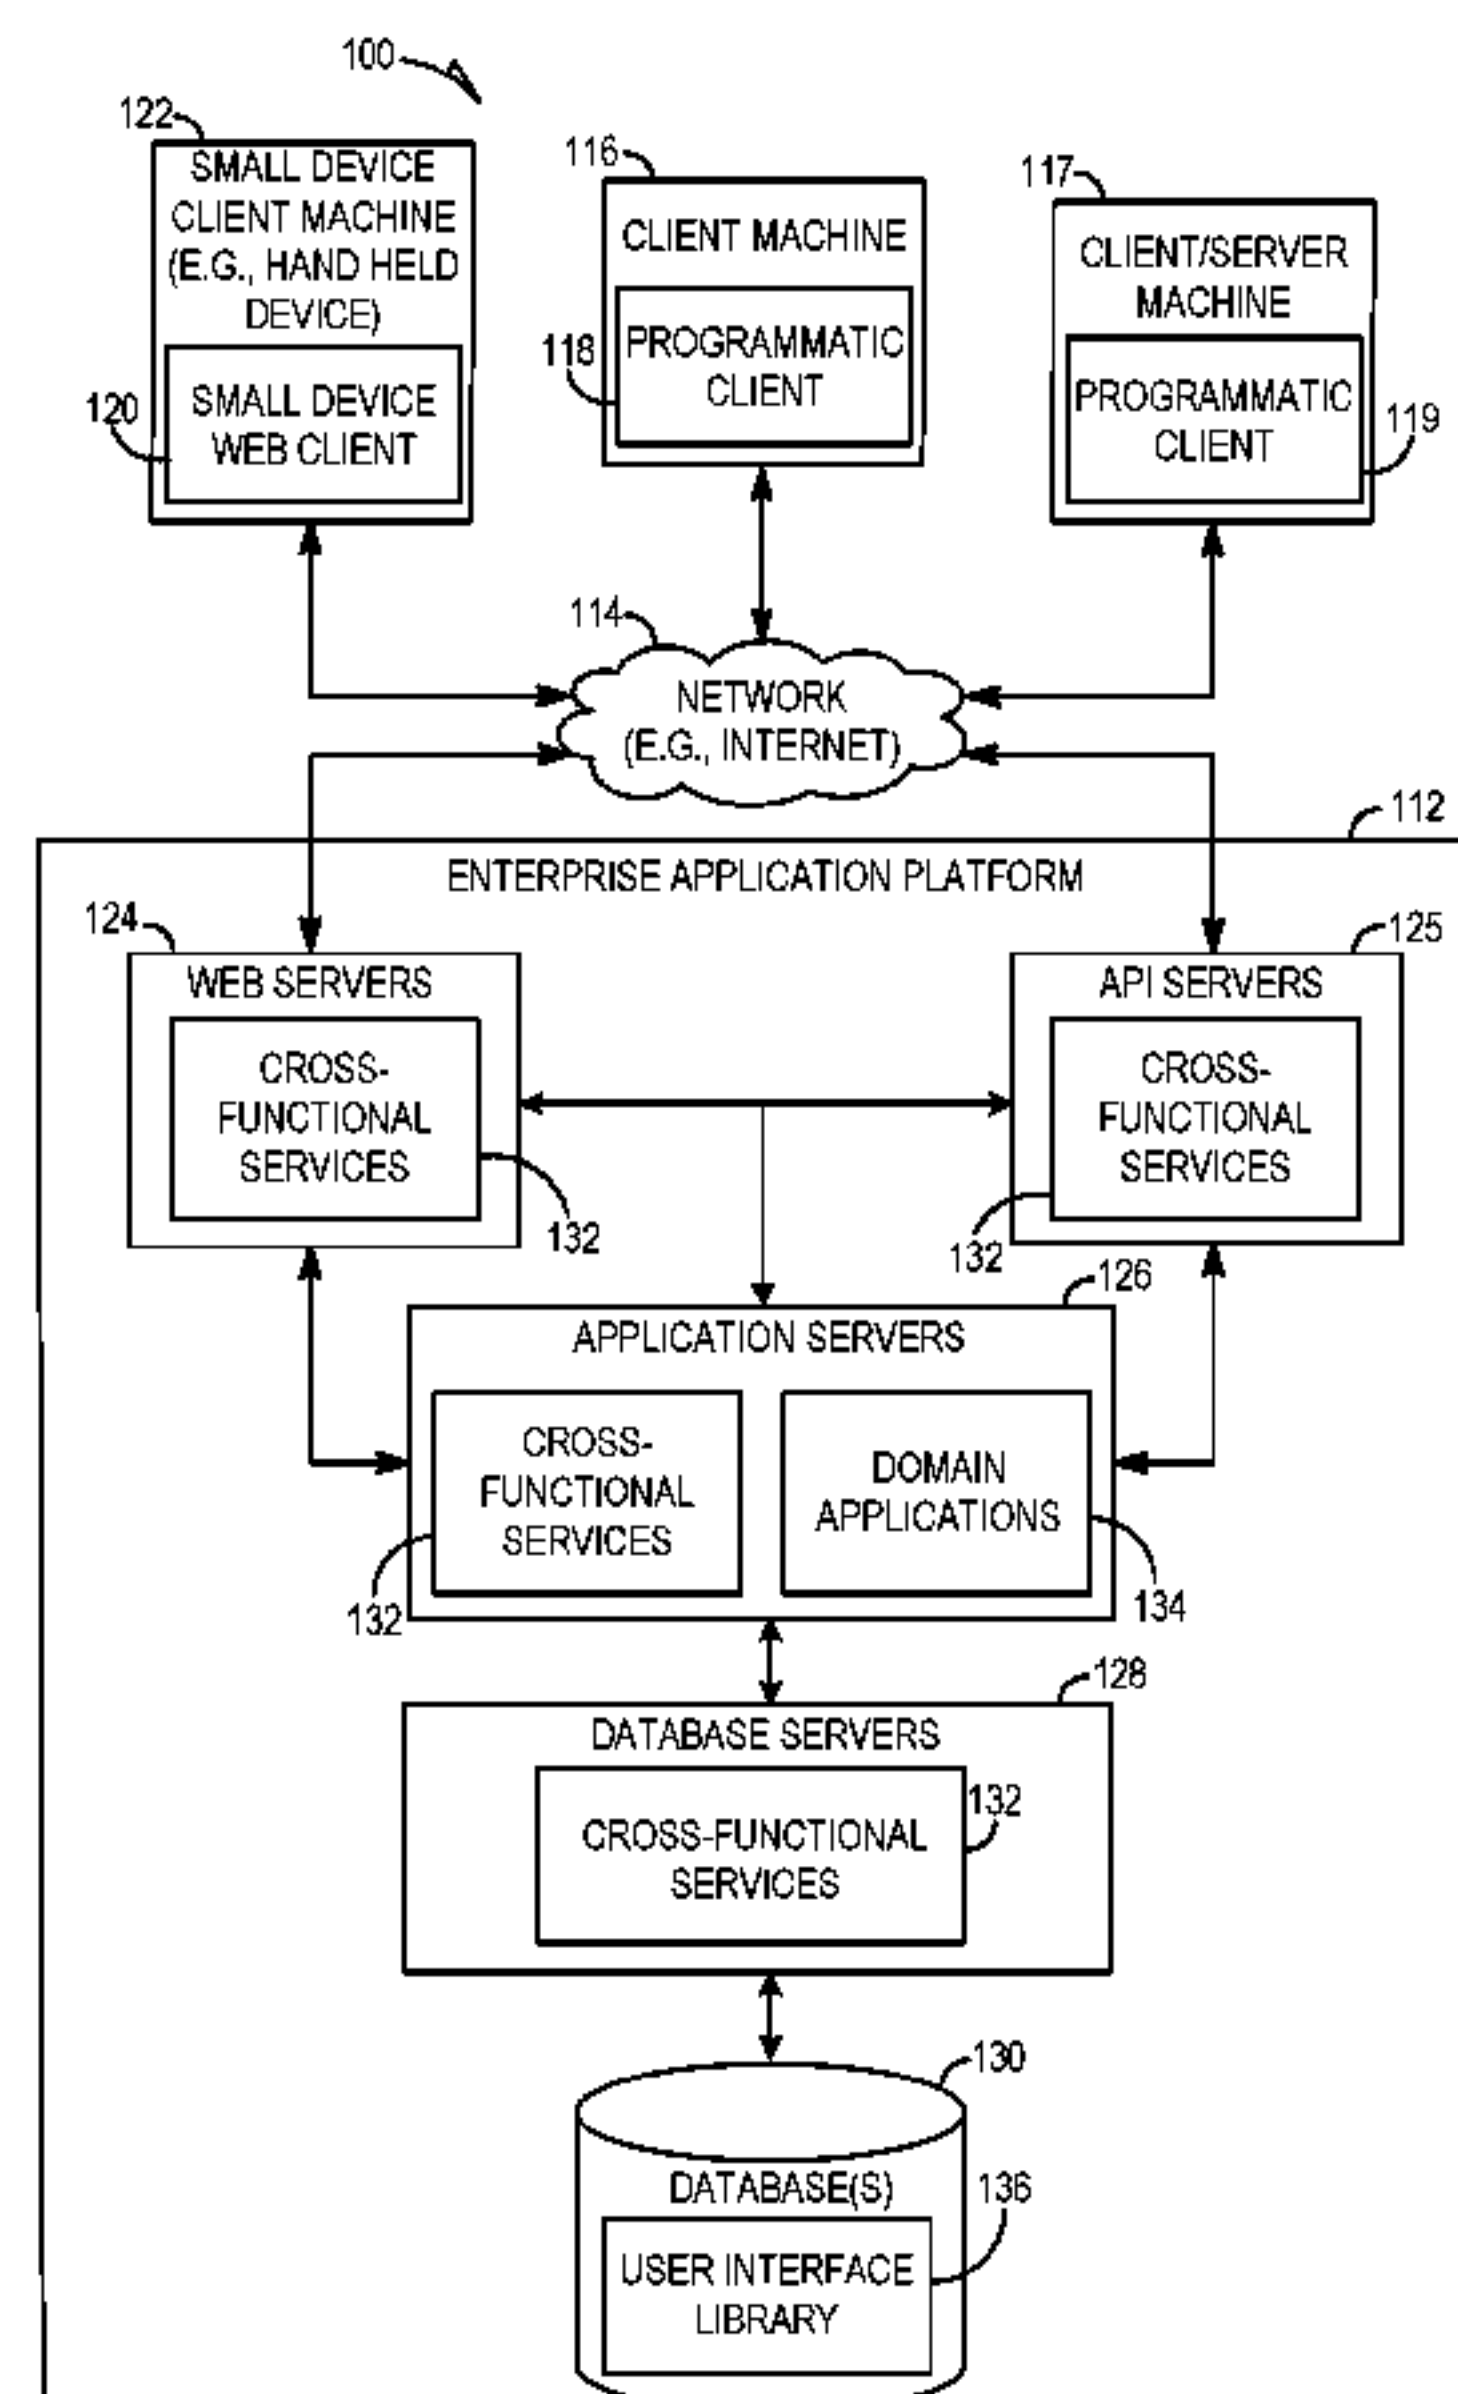 100
122
SMALL DEVICE
CLIENT MACHINE
(E.G., HAND HELD
DEVICE)
120
SMALL DEVICE
WEB CLIENT
116
CLIENT MACHINE
118
PROGRAMMATIC
CLIENT
117
CLIENT/SERVER
MACHINE
PROGRAMMATIC
CLIENT
119
114
NETWORK
(E.G., INTERNET)
112
ENTERPRISE APPLICATION PLATFORM
124
WEB SERVERS
CROSS-
FUNCTIONAL
SERVICES
132
125
API SERVERS
CROSS-
FUNCTIONAL
SERVICES
132
126
APPLICATION SERVERS
CROSS-
FUNCTIONAL
SERVICES
132
DOMAIN
APPLICATIONS
134
128
DATABASE SERVERS
CROSS-FUNCTIONAL
SERVICES
132
130
DATABASE(S)
136
USER INTERFACE
LIBRARY